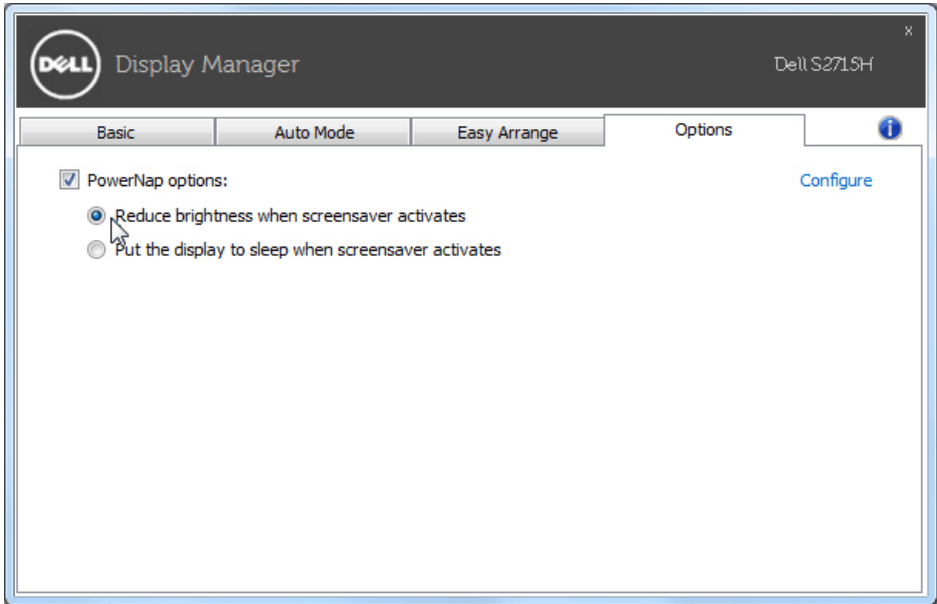 x
DELL Display Manager
Dell S2715H
Basic Auto Mode Easy Arrange Options i
PowerNap options: Configure
Reduce brightness when screensaver activates
Put the display to sleep when screensaver activates